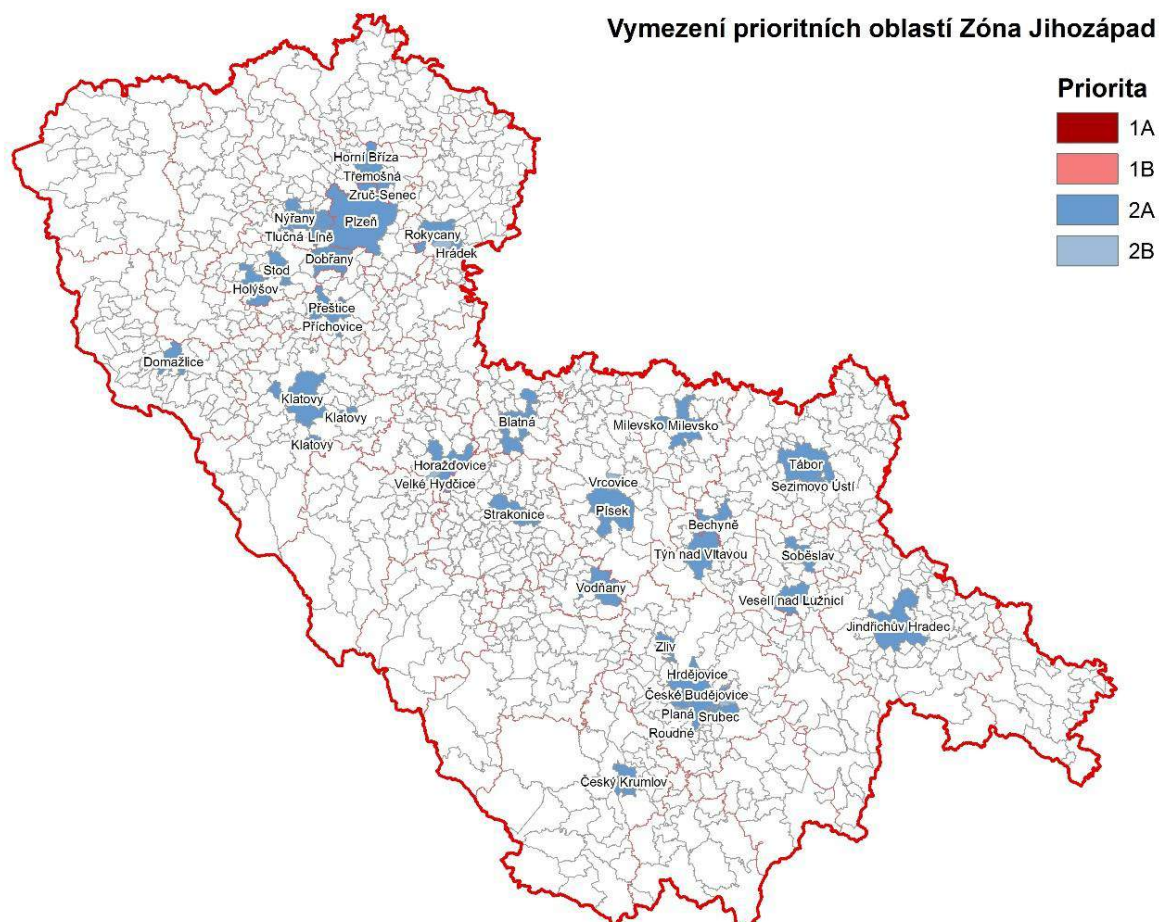 Vymezení prioritních oblastí Zóna Jihozápad
Priorita
1A
1B
2A
2B
Horní Bříza
Třemošná
Zruč-Senec
Nýřany
Plzeň
Tlučná Líně
Rokycany
Hrádek
Dobřany
Stod
Holýšov
Přeštice
Příchovice
Domažlice
Klatovy
Klatovy
Klatovy
Blatná
Milevsko Milevsko
Horažďovice
Velké Hydčice
Tábor
Sezimovo Ústí
Vrcovice
Písek
Strakonice
Bechyně
Týn nad Vltavou
Soběslav
Vodňany
Veselí nad Lužnicí
Jindřichův Hradec
Zliv
Hrdějovice
České Budějovice
Planá
Srubec
Roudné
Český Krumlov